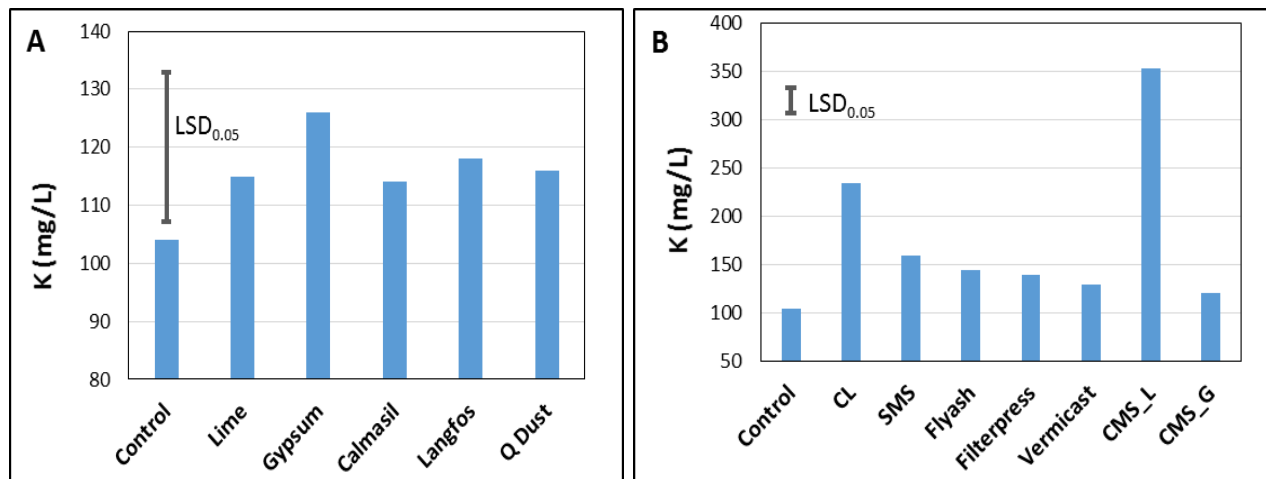 A
K (mg/L)
140
130
120
110
100
90
80
LSD0.05
Control
Lime
Gypsum
Calmasil
Langfos
Q Dust
B
K (mg/L)
400
350
300
250
200
150
100
50
LSD0.05
Control
CL
SMS
Flyash
Filterpress
Vermicast
CMS_L
CMS_G